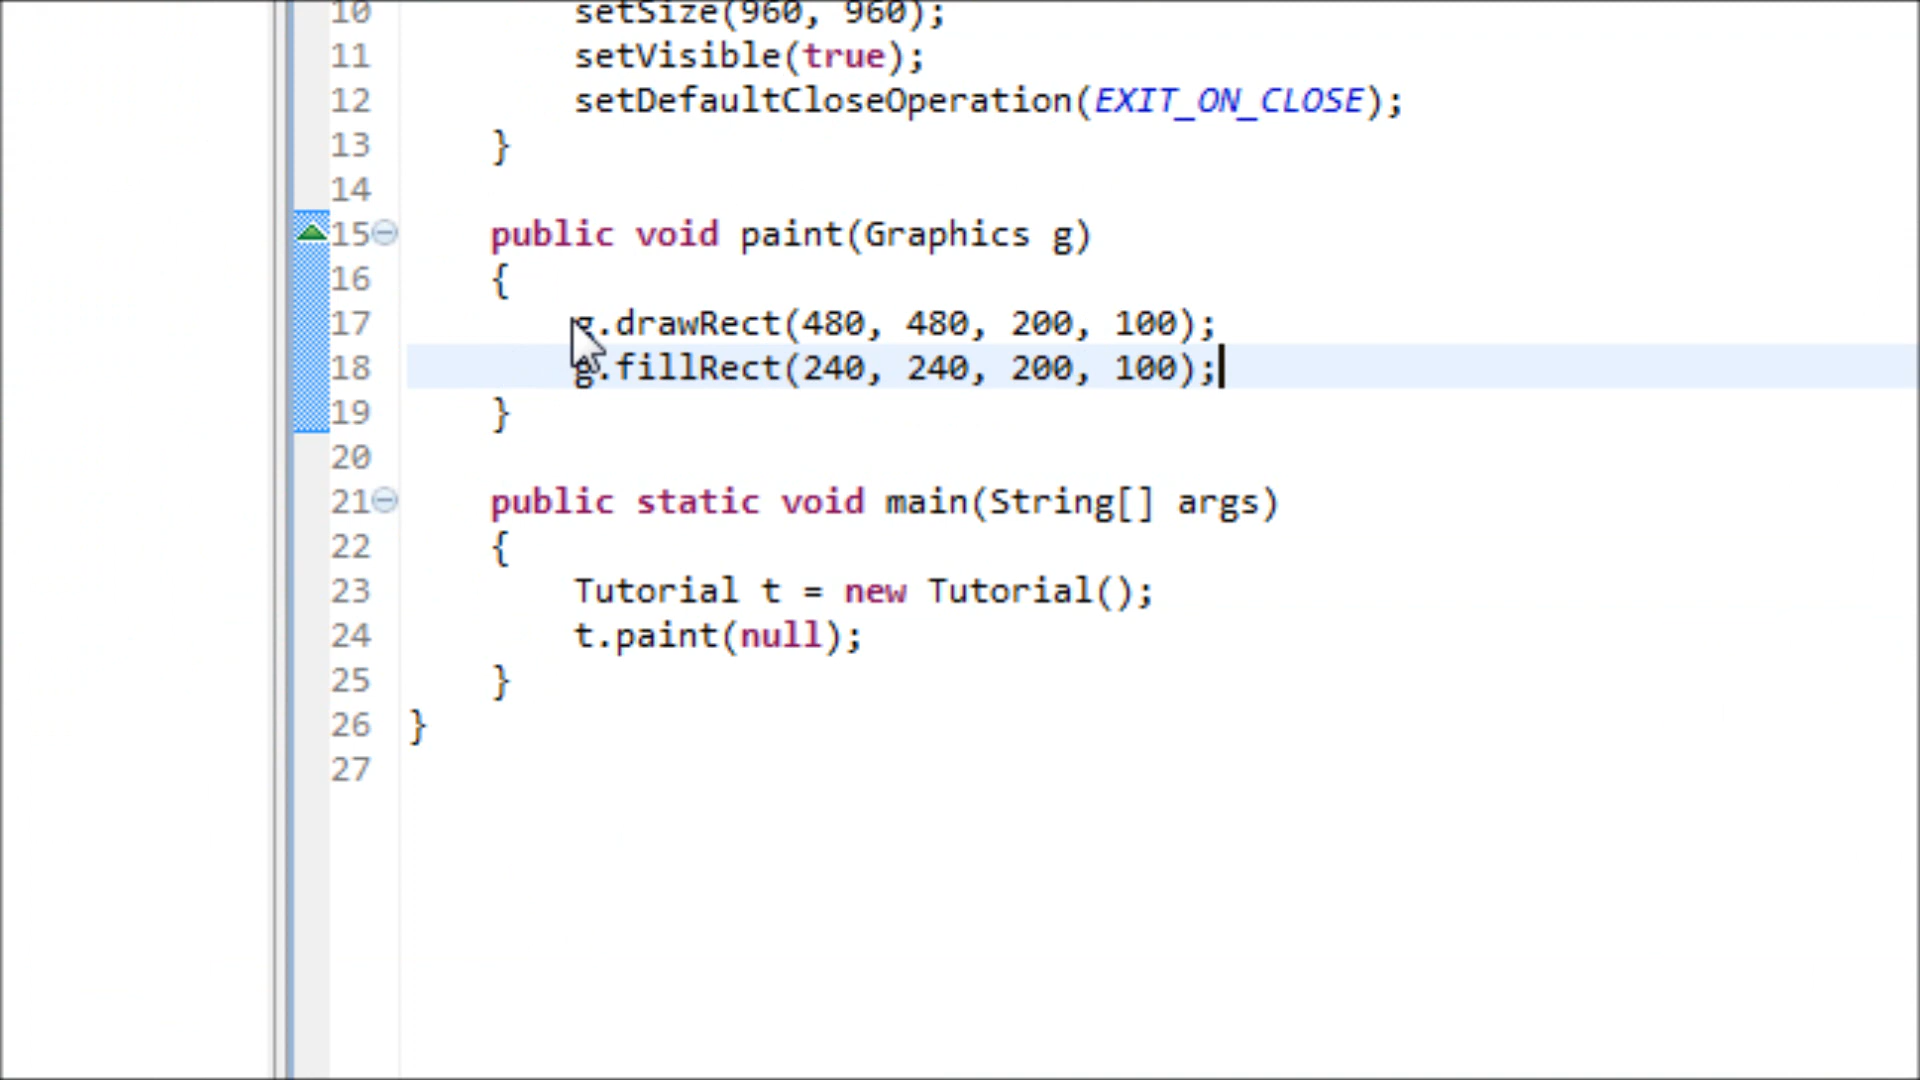 10 setSize(960, 960);
11 setVisible(true);
12 setDefaultCloseOperation(EXIT_ON_CLOSE);
13 }
14
15 public void paint(Graphics g)
16 {
17 g.drawRect(480, 480, 200, 100);
18 g.fillRect(240, 240, 200, 100);
19 }
20
21 public static void main(String[] args)
22 {
23 Tutorial t = new Tutorial();
24 t.paint(null);
25 }
26 }
27